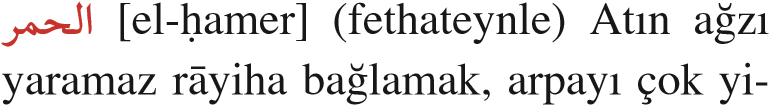 الحمر [el-ḥamer] (fethateynle) Atın ağzı
yaramaz rāyiha bağlamak, arpayı çok yi-